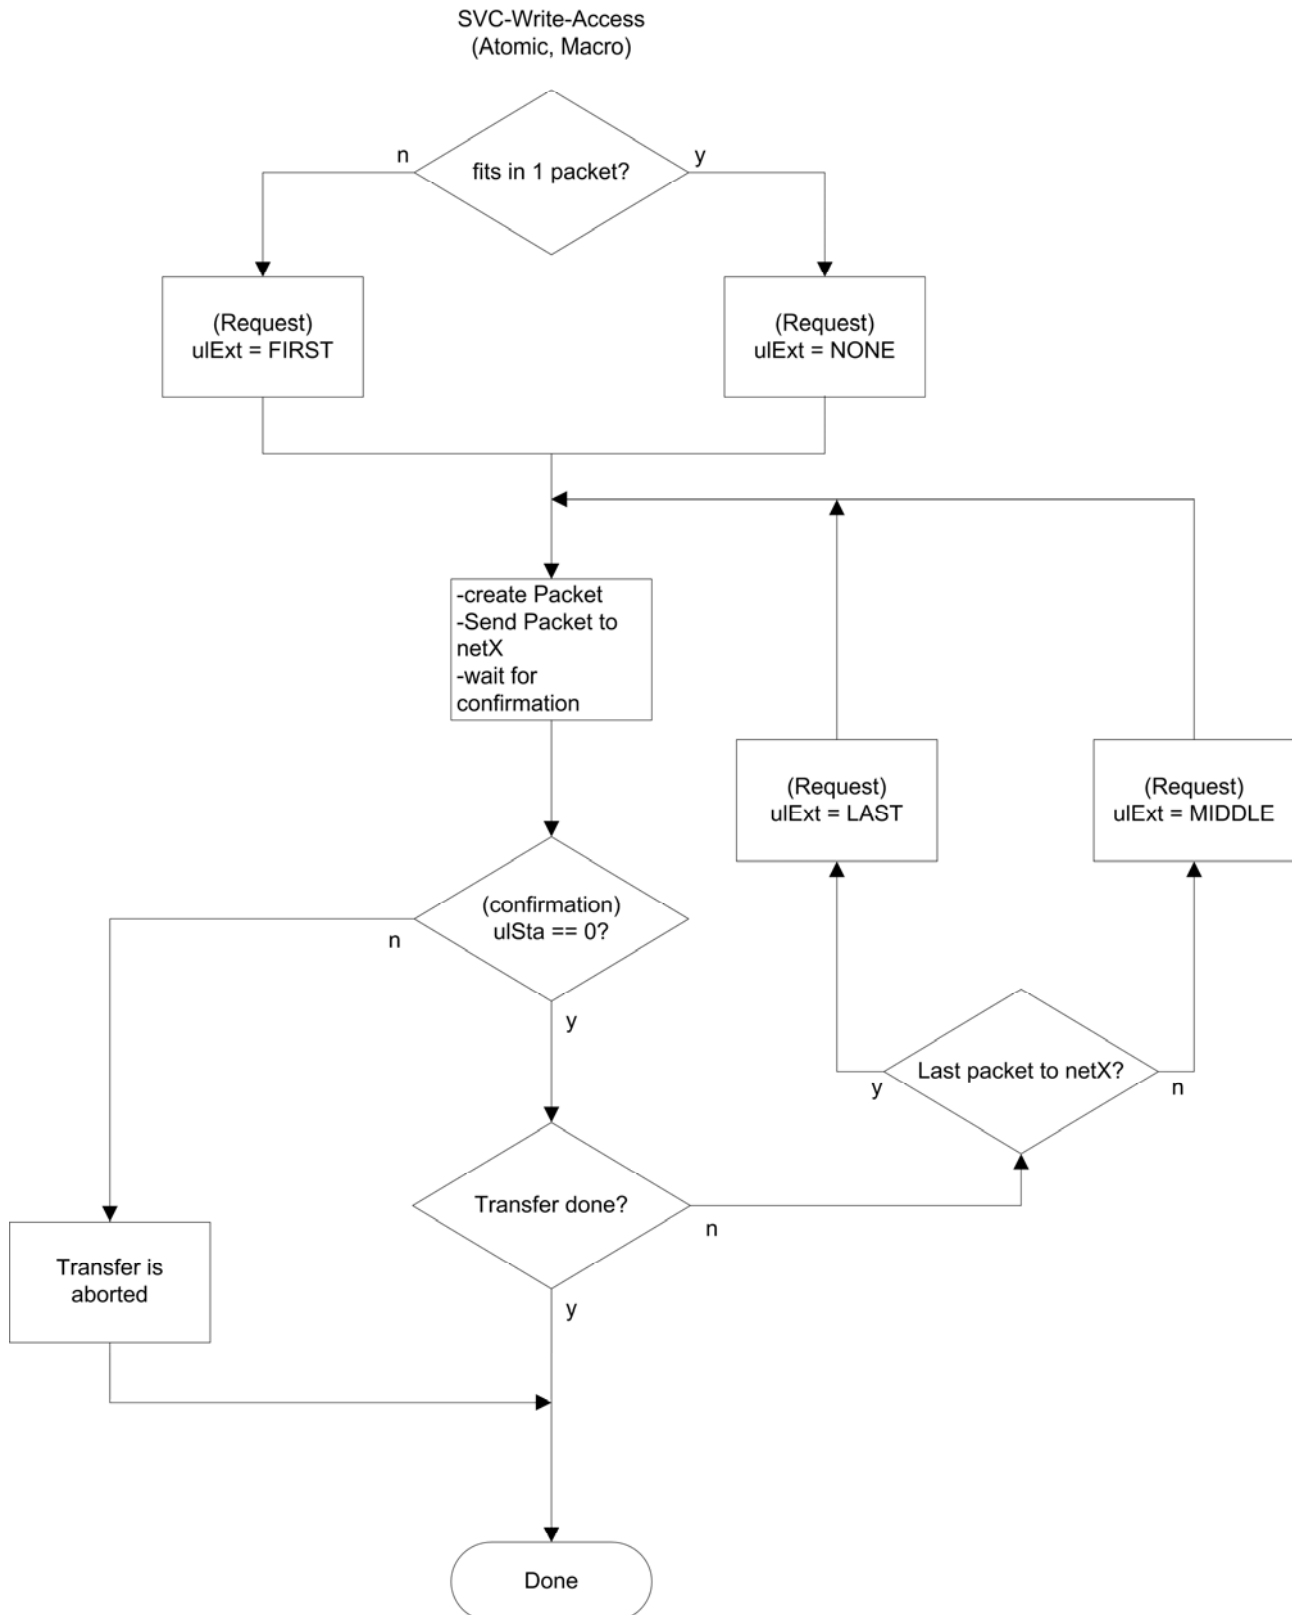 SVC-Write-Access
(Atomic, Macro)
n
fits in 1 packet?
y
(Request)
ulExt = FIRST
(Request)
ulExt = NONE
-create Packet
-Send Packet to
netX
-wait for
confirmation
(Request)
ulExt = LAST
(Request)
ulExt = MIDDLE
(confirmation)
ulSta == 0?
n
y
Last packet to netX?
y
n
Transfer done?
n
y
Transfer is
aborted
Done